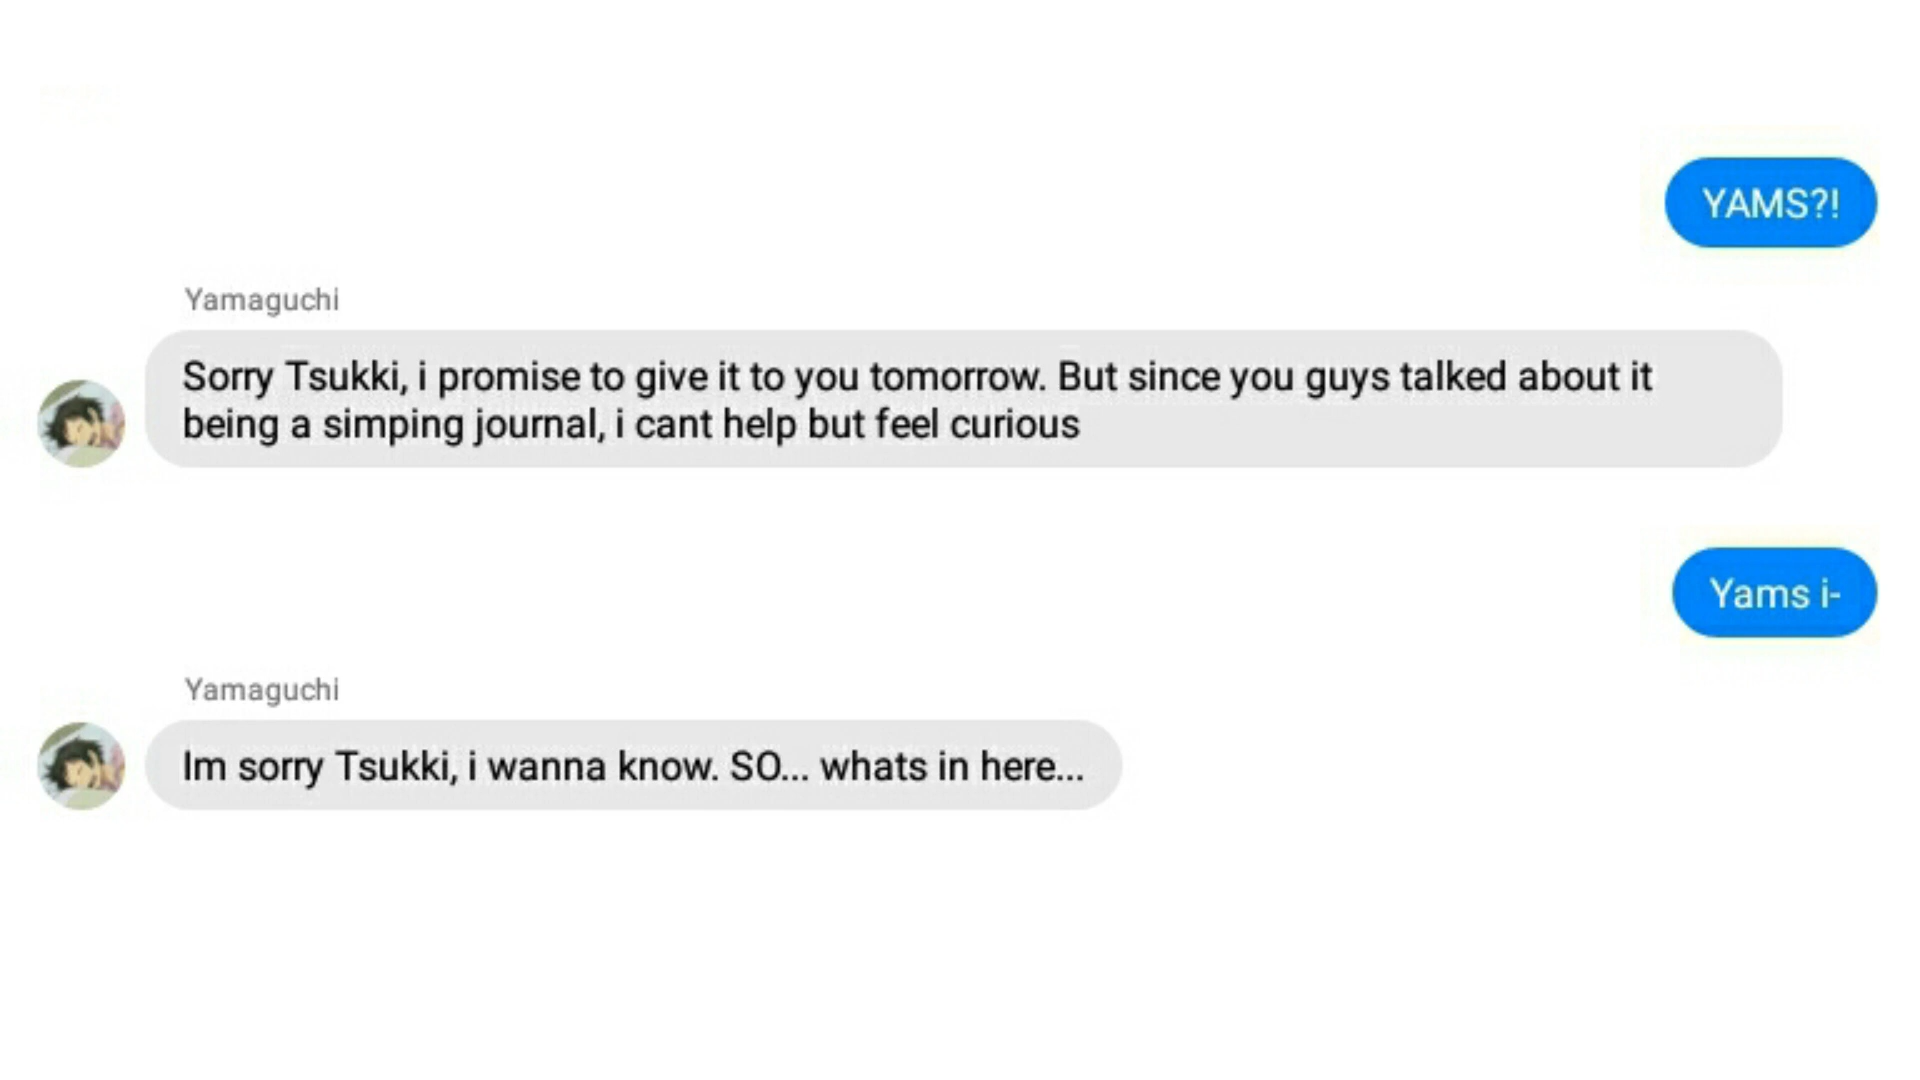 YAMS?!
Yamaguchi
Sorry Tsukki, i promise to give it to you tomorrow. But since you guys talked about it
being a simping journal, i cant help but feel curious
Yams i-
Yamaguchi
Im sorry Tsukki, i wanna know. SO... whats in here...